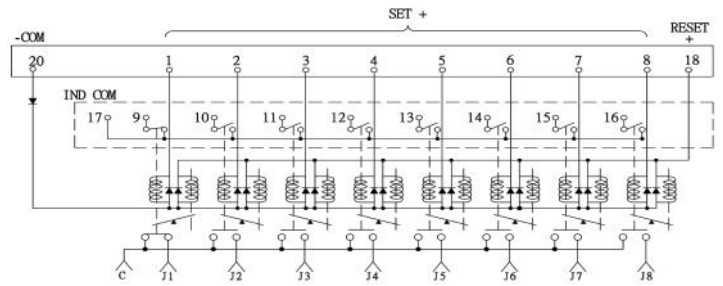 SET +
-COM
RESET
+
20 1 2 3 4 5 6 7 8 18
IND COM
17 9 10 11 12 13 14 15 16
C J1 J2 J3 J4 J5 J6 J7 J8